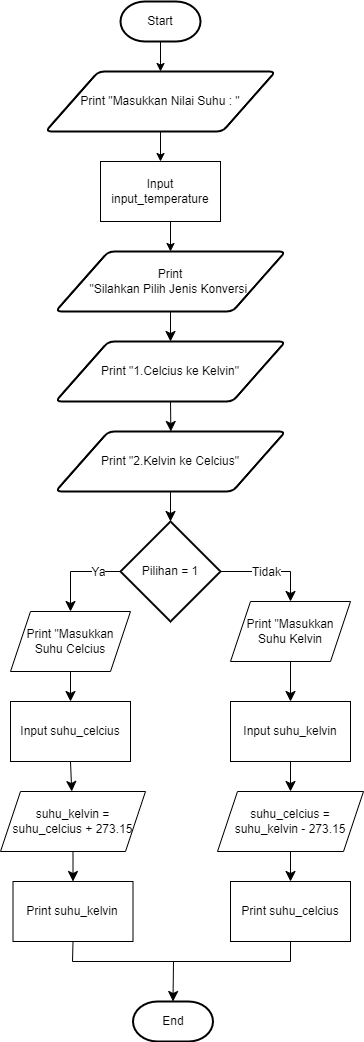 Start
Print "Masukkan Nilai Suhu : "
Input
input_temperature
Print
"Silahkan Pilih Jenis Konversi
Print "1.Celcius ke Kelvin"
Print "2.Kelvin ke Celcius"
Pilihan = 1
Ya
Tidak
Print "Masukkan
Suhu Celcius
Print "Masukkan
Suhu Kelvin
Input suhu_celcius
Input suhu_kelvin
suhu_kelvin =
suhu_celcius + 273.15
suhu_celcius =
suhu_kelvin - 273.15
Print suhu_kelvin
Print suhu_celcius
End